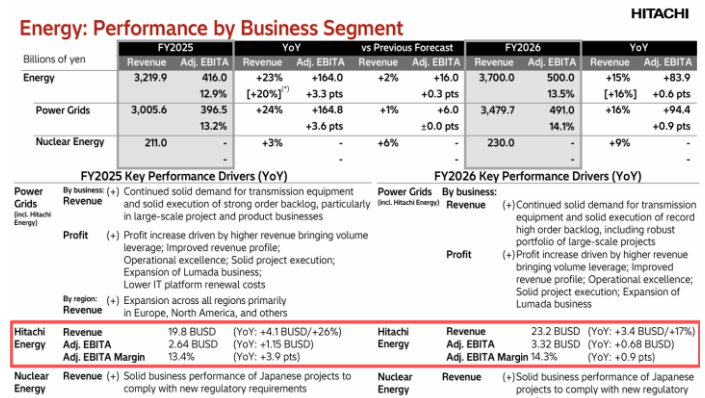 HITACHI
Energy: Performance by Business Segment
FY2025 YoY vs Previous Forecast FY2026 YoY
Billions of yen Revenue Adj. EBITA Revenue Adj. EBITA Revenue Adj. EBITA Revenue Adj. EBITA Revenue Adj. EBITA
Energy 3,219.9 416.0 +23% +164.0 +2% +16.0 3,700.0 500.0 +15% +83.9
12.9% [+20%](*) +3.3 pts +0.3 pts 13.5% [+16%] +0.6 pts
Power Grids 3,005.6 396.5 +24% +164.8 +1% +6.0 3,479.7 491.0 +16% +94.4
13.2% +3.6 pts ±0.0 pts 14.1% +0.9 pts
Nuclear Energy 211.0 - +3% - +6% - 230.0 - +9% -
- - - - -
FY2025 Key Performance Drivers (YoY)
Power Grids (incl. Hitachi Energy)
By business: Revenue (+) Continued solid demand for transmission equipment
and solid execution of strong order backlog, particularly
in large-scale project and product businesses
Profit (+) Profit increase driven by higher revenue bringing volume
leverage; Improved revenue profile;
Operational excellence; Solid project execution;
Expansion of Lumada business;
Lower IT platform renewal costs
By region: Revenue (+) Expansion across all regions primarily
in Europe, North America, and others
Hitachi Energy
Revenue 19.8 BUSD (YoY: +4.1 BUSD/+26%)
Adj. EBITA 2.64 BUSD (YoY: +1.15 BUSD)
Adj. EBITA Margin 13.4% (YoY: +3.9 pts)
Nuclear Energy
Revenue (+) Solid business performance of Japanese projects to
comply with new regulatory requirements
FY2026 Key Performance Drivers (YoY)
Power Grids (incl. Hitachi Energy)
By business:
Revenue (+)Continued solid demand for transmission
equipment and solid execution of record
high order backlog, including robust
portfolio of large-scale projects
Profit (+)Profit increase driven by higher revenue
bringing volume leverage; Improved
revenue profile; Operational excellence;
Solid project execution; Expansion of
Lumada business
Hitachi Energy
Revenue 23.2 BUSD (YoY: +3.4 BUSD/+17%)
Adj. EBITA 3.32 BUSD (YoY: +0.68 BUSD)
Adj. EBITA Margin 14.3% (YoY: +0.9 pts)
Nuclear Energy
Revenue (+)Solid business performance of Japanese
projects to comply with new regulatory